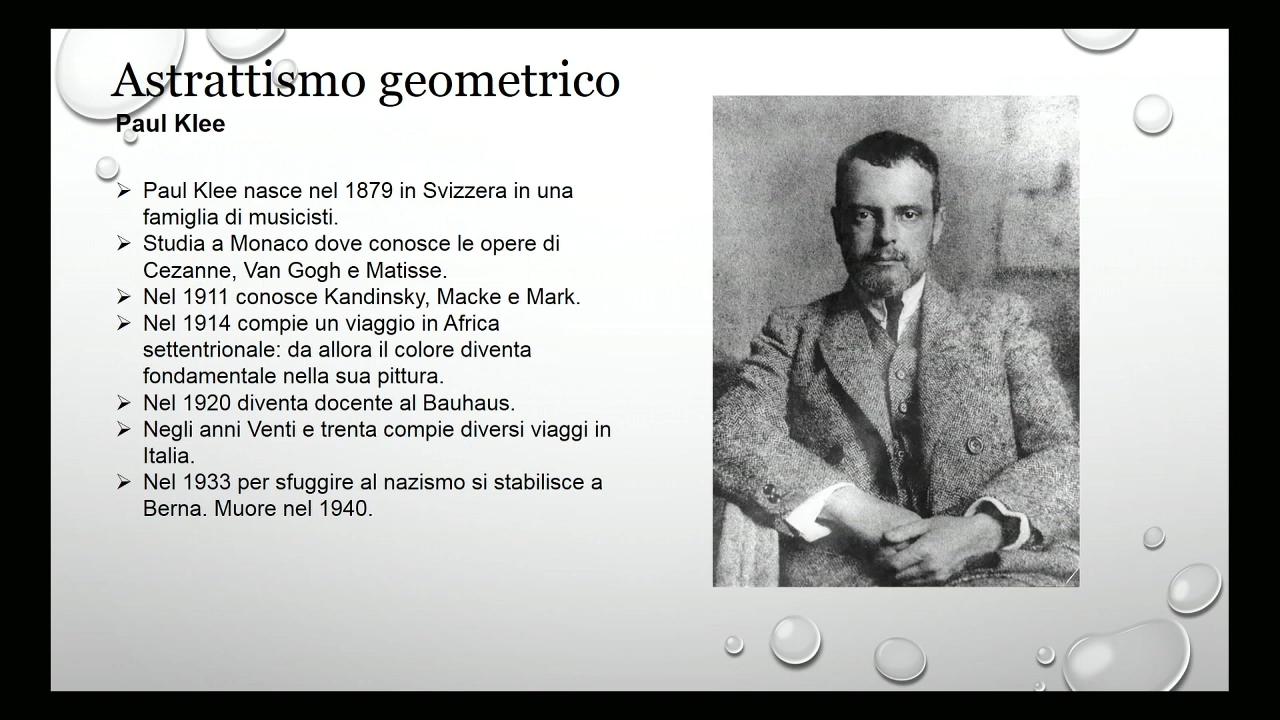 Astrattismo geometrico
Paul Klee
➢ Paul Klee nasce nel 1879 in Svizzera in una
famiglia di musicisti.
➢ Studia a Monaco dove conosce le opere di
Cezanne, Van Gogh e Matisse.
➢ Nel 1911 conosce Kandinsky, Macke e Mark.
➢ Nel 1914 compie un viaggio in Africa
settentrionale: da allora il colore diventa
fondamentale nella sua pittura.
➢ Nel 1920 diventa docente al Bauhaus.
➢ Negli anni Venti e trenta compie diversi viaggi in
Italia.
➢ Nel 1933 per sfuggire al nazismo si stabilisce a
Berna. Muore nel 1940.